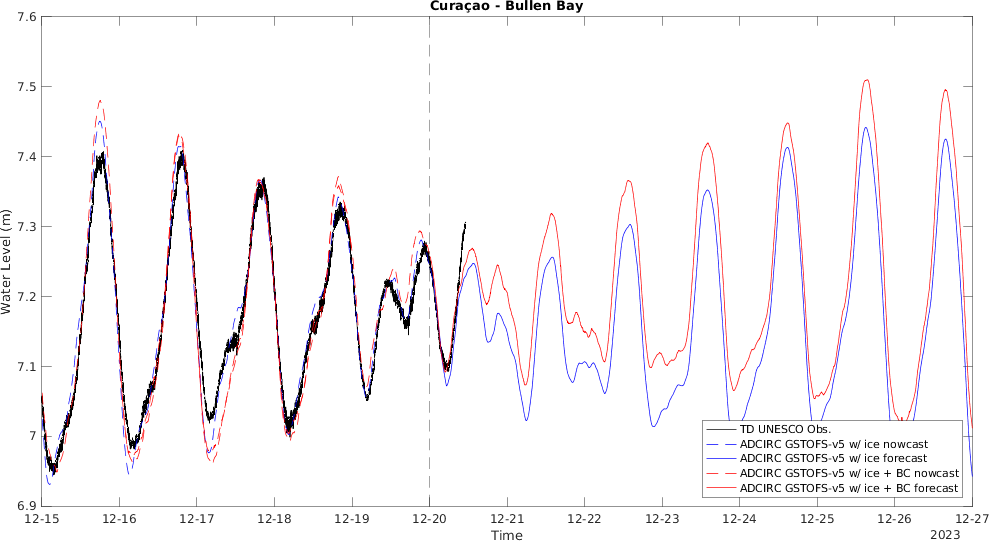 Curaçao - Bullen Bay
7.6
7.5
7.4
7.3
7.2
7.1
7
6.9
Water Level (m)
12-15 12-16 12-17 12-18 12-19 12-20 12-21 12-22 12-23 12-24 12-25 12-26 12-27
Time
2023
TD UNESCO Obs.
ADCIRC GSTOFS-v5 w/ ice nowcast
ADCIRC GSTOFS-v5 w/ ice forecast
ADCIRC GSTOFS-v5 w/ ice + BC nowcast
ADCIRC GSTOFS-v5 w/ ice + BC forecast